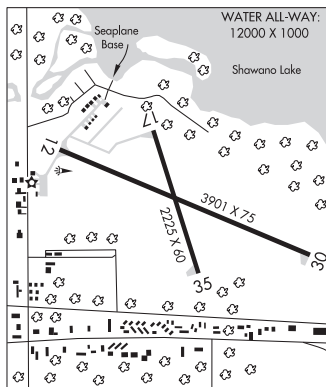 WATER ALL-WAY:
12000 X 1000
Seaplane
Base
Shawano Lake
17
12
3901 X 75
2225 X 60
30
35